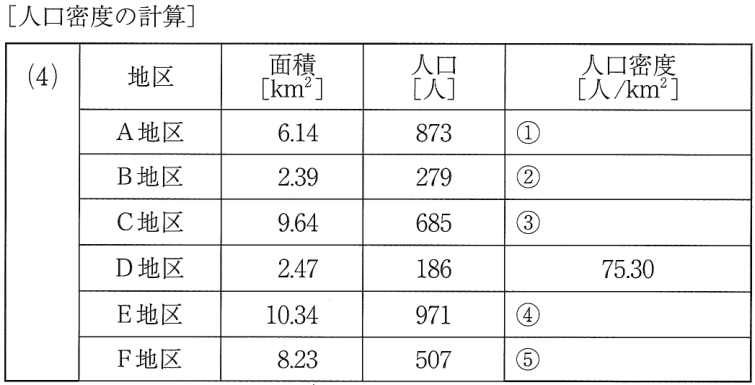 [人口密度の計算]
(4) 地区 面積[km²] 人口[人] 人口密度[人/km²]
A地区 6.14 873 ①
B地区 2.39 279 ②
C地区 9.64 685 ③
D地区 2.47 186 75.30
E地区 10.34 971 ④
F地区 8.23 507 ⑤